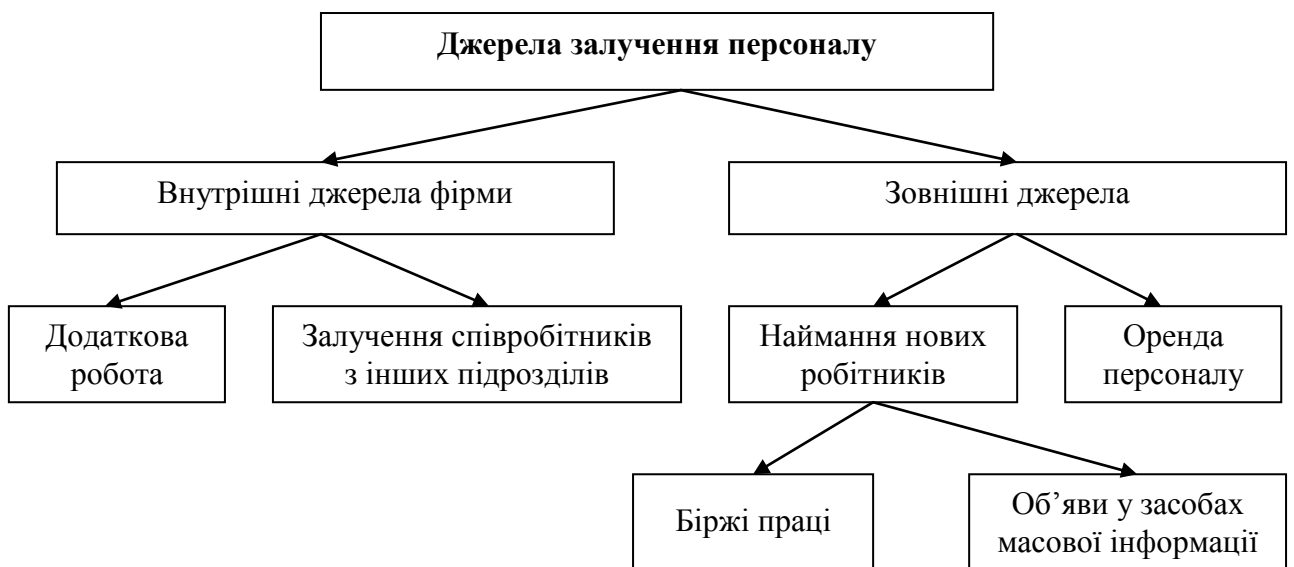 Джерела залучення персоналу
Внутрішні джерела фірми
Зовнішні джерела
Додаткова
робота
Залучення співробітників
з інших підрозділів
Наймання нових
робітників
Оренда
персоналу
Біржі праці
Об’яви у засобах
масової інформації